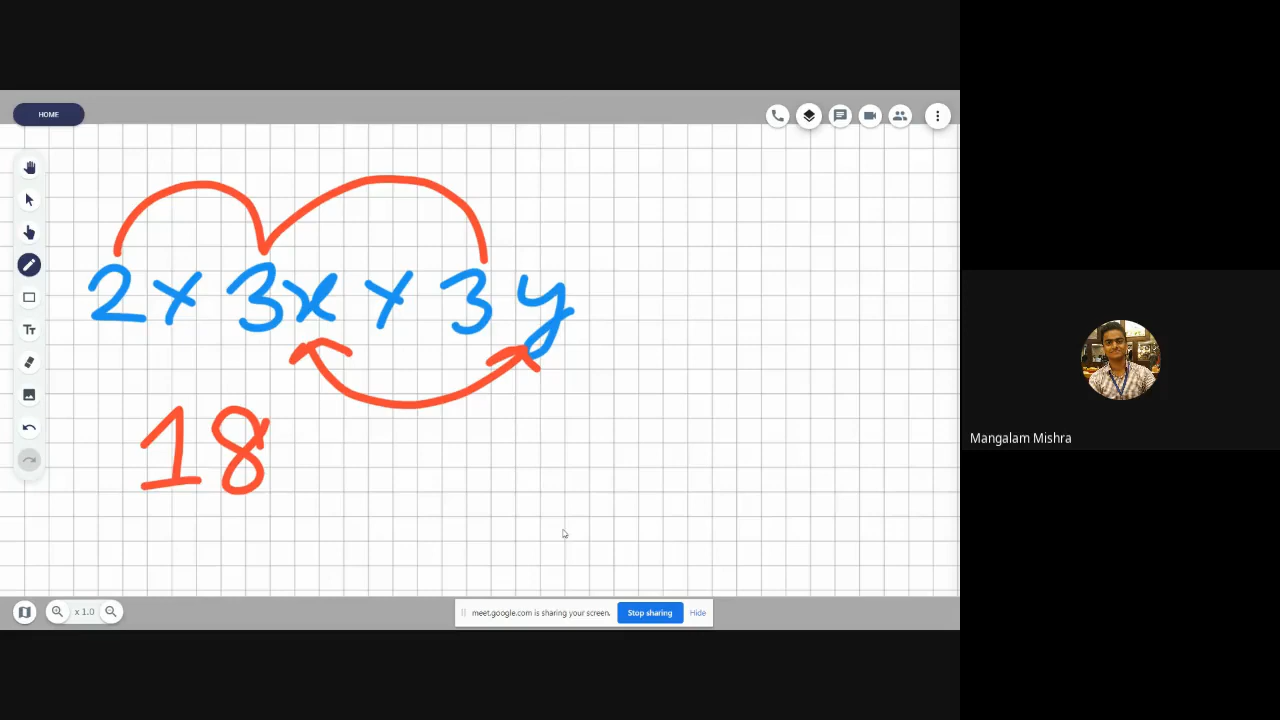 HOME
2 x 3x x 3y
18
Tт
x 1.0
meet.google.com is sharing your screen.
Stop sharing
Hide
Mangalam Mishra